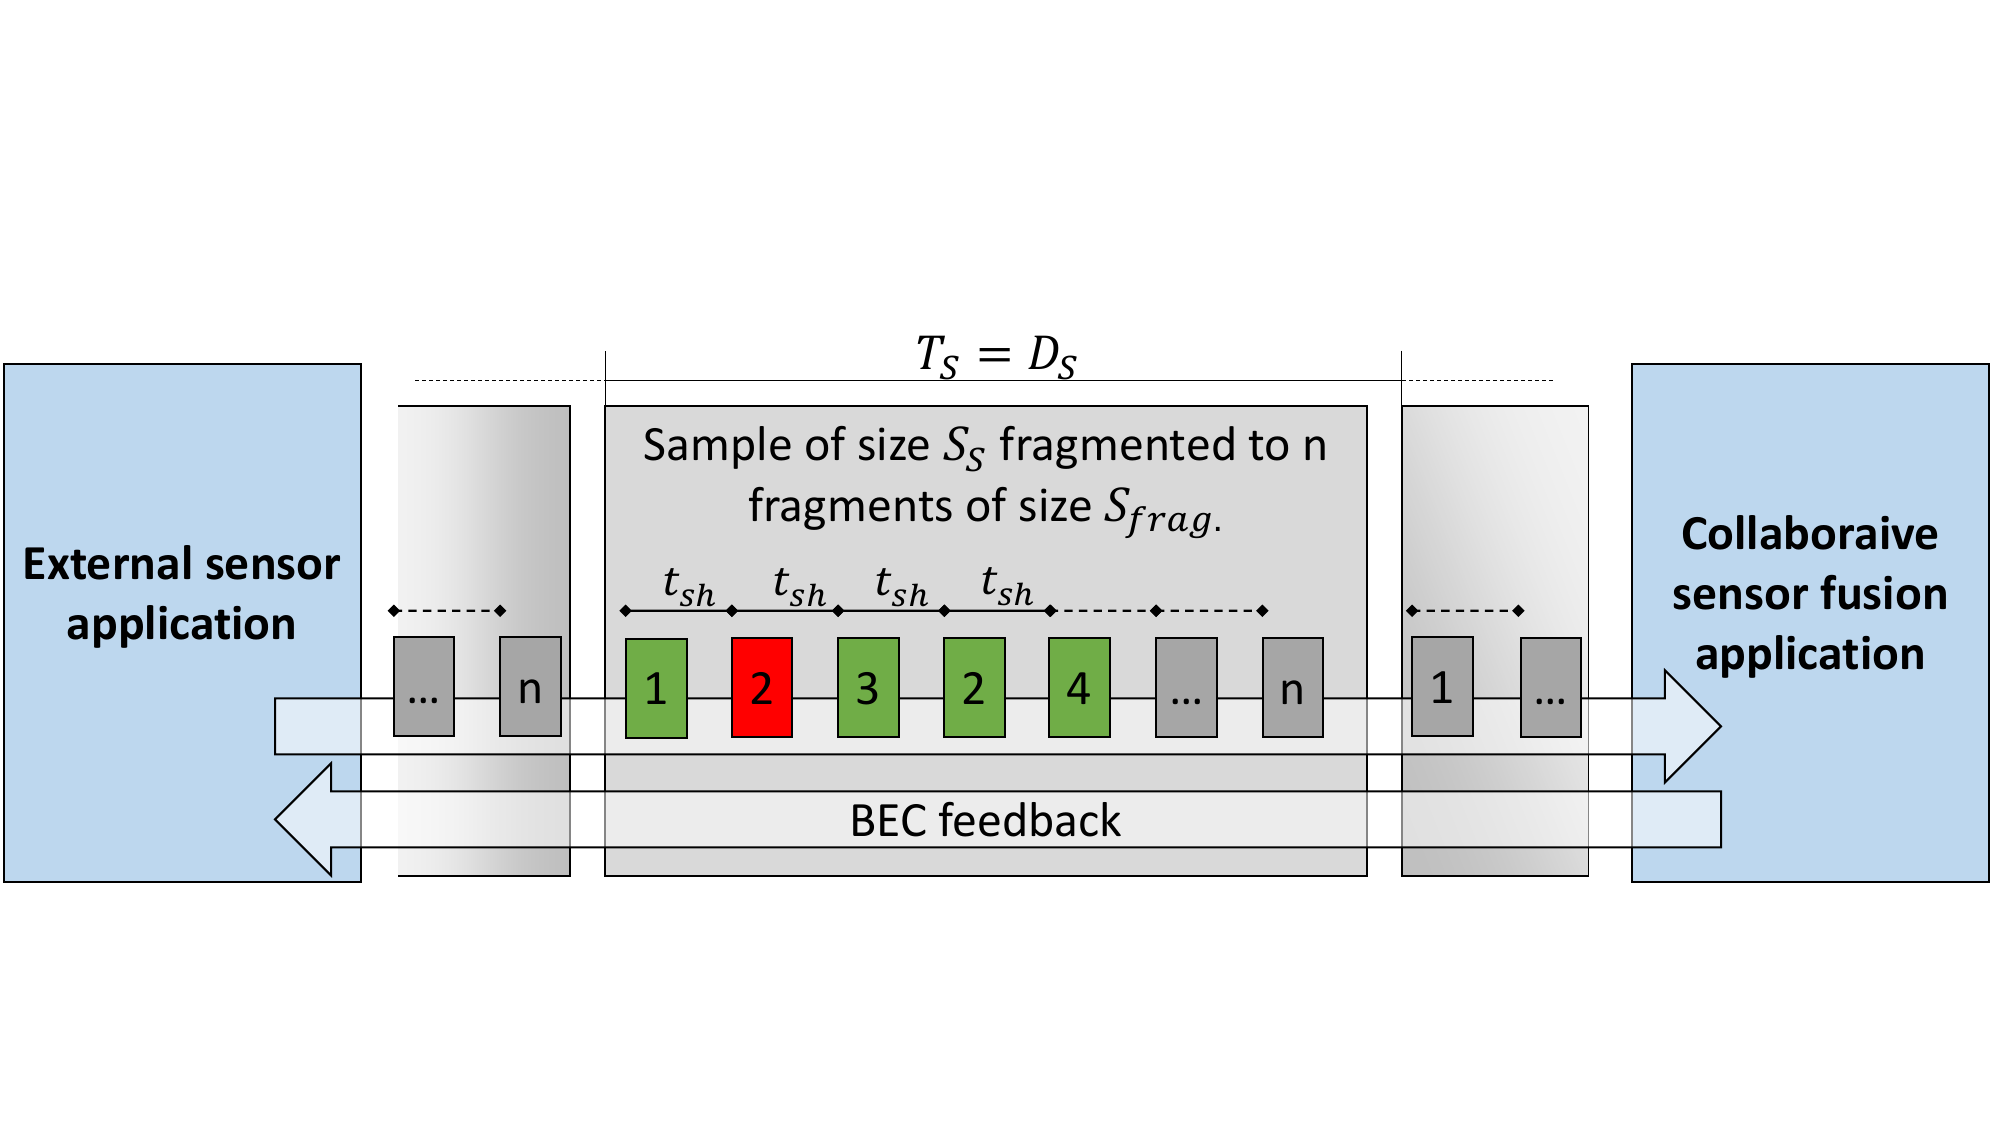 T_S = D_S
External sensor
application
Sample of size S_S fragmented to n
fragments of size S_frag.
t_sh t_sh t_sh t_sh
... n 1 2 3 2 4 ... n 1 ...
BEC feedback
Collaboraive
sensor fusion
application